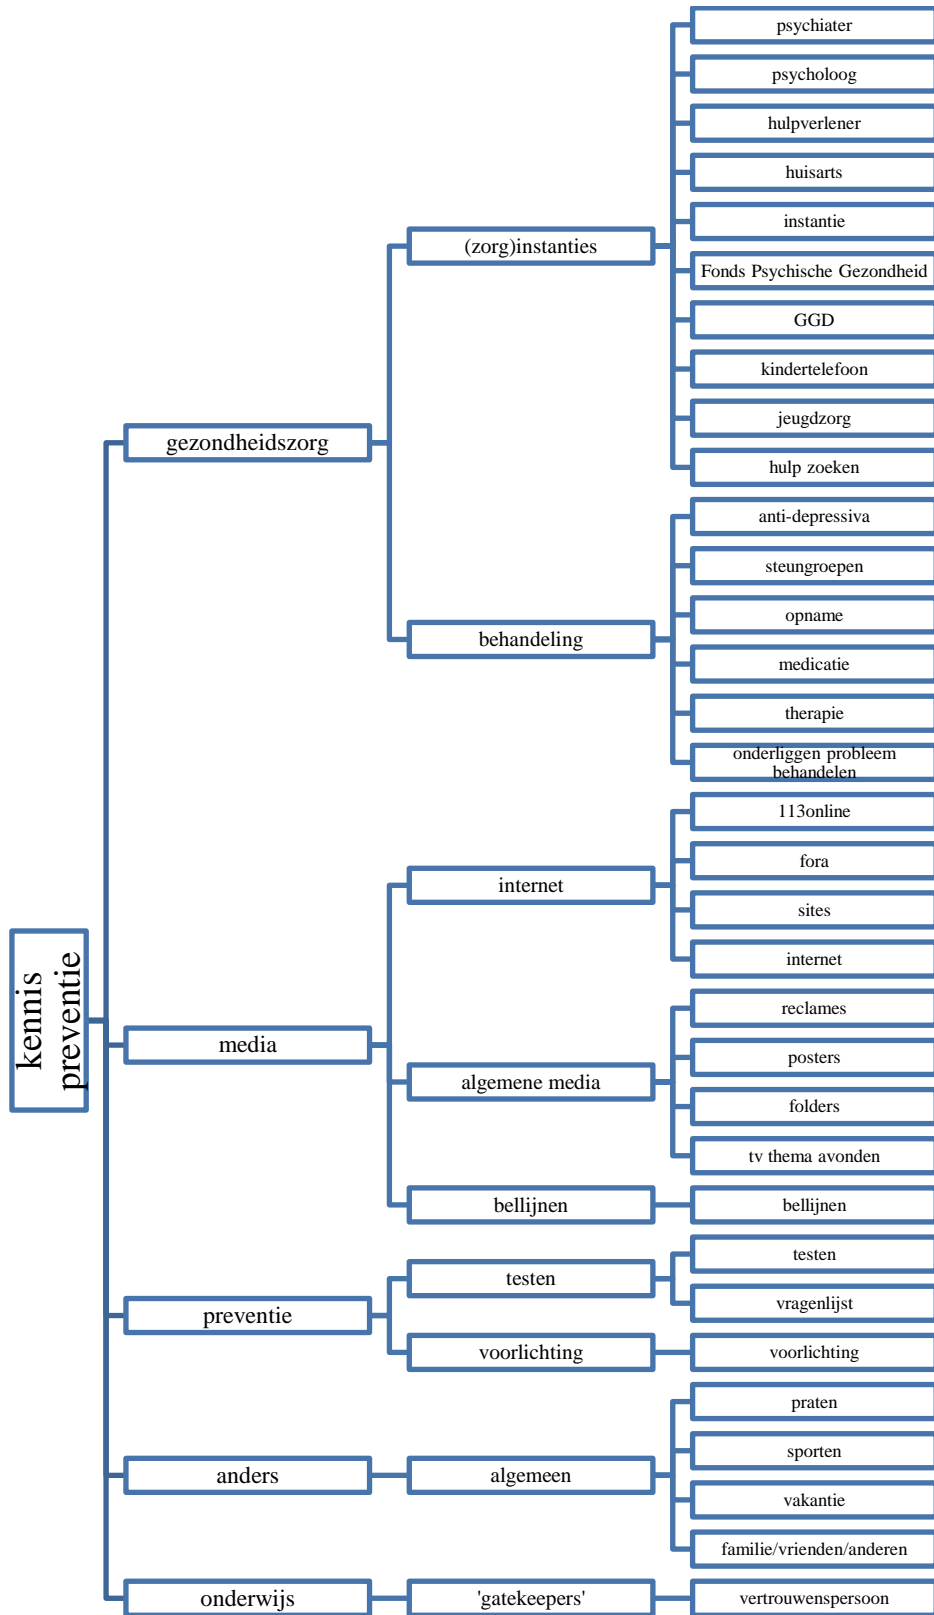 kennis
preventie
gezondheidszorg
(zorg)instanties
psychiater
psycholoog
hulpverlener
huisarts
instantie
Fonds Psychische Gezondheid
GGD
kindertelefoon
jeugdzorg
hulp zoeken
behandeling
anti-depressiva
steungroepen
opname
medicatie
therapie
onderliggen probleem
behandelen
media
internet
113online
fora
sites
internet
algemene media
reclames
posters
folders
tv thema avonden
bellijnen
bellijnen
preventie
testen
testen
vragenlijst
voorlichting
voorlichting
anders
algemeen
praten
sporten
vakantie
familie/vrienden/anderen
onderwijs
'gatekeepers'
vertrouwenspersoon